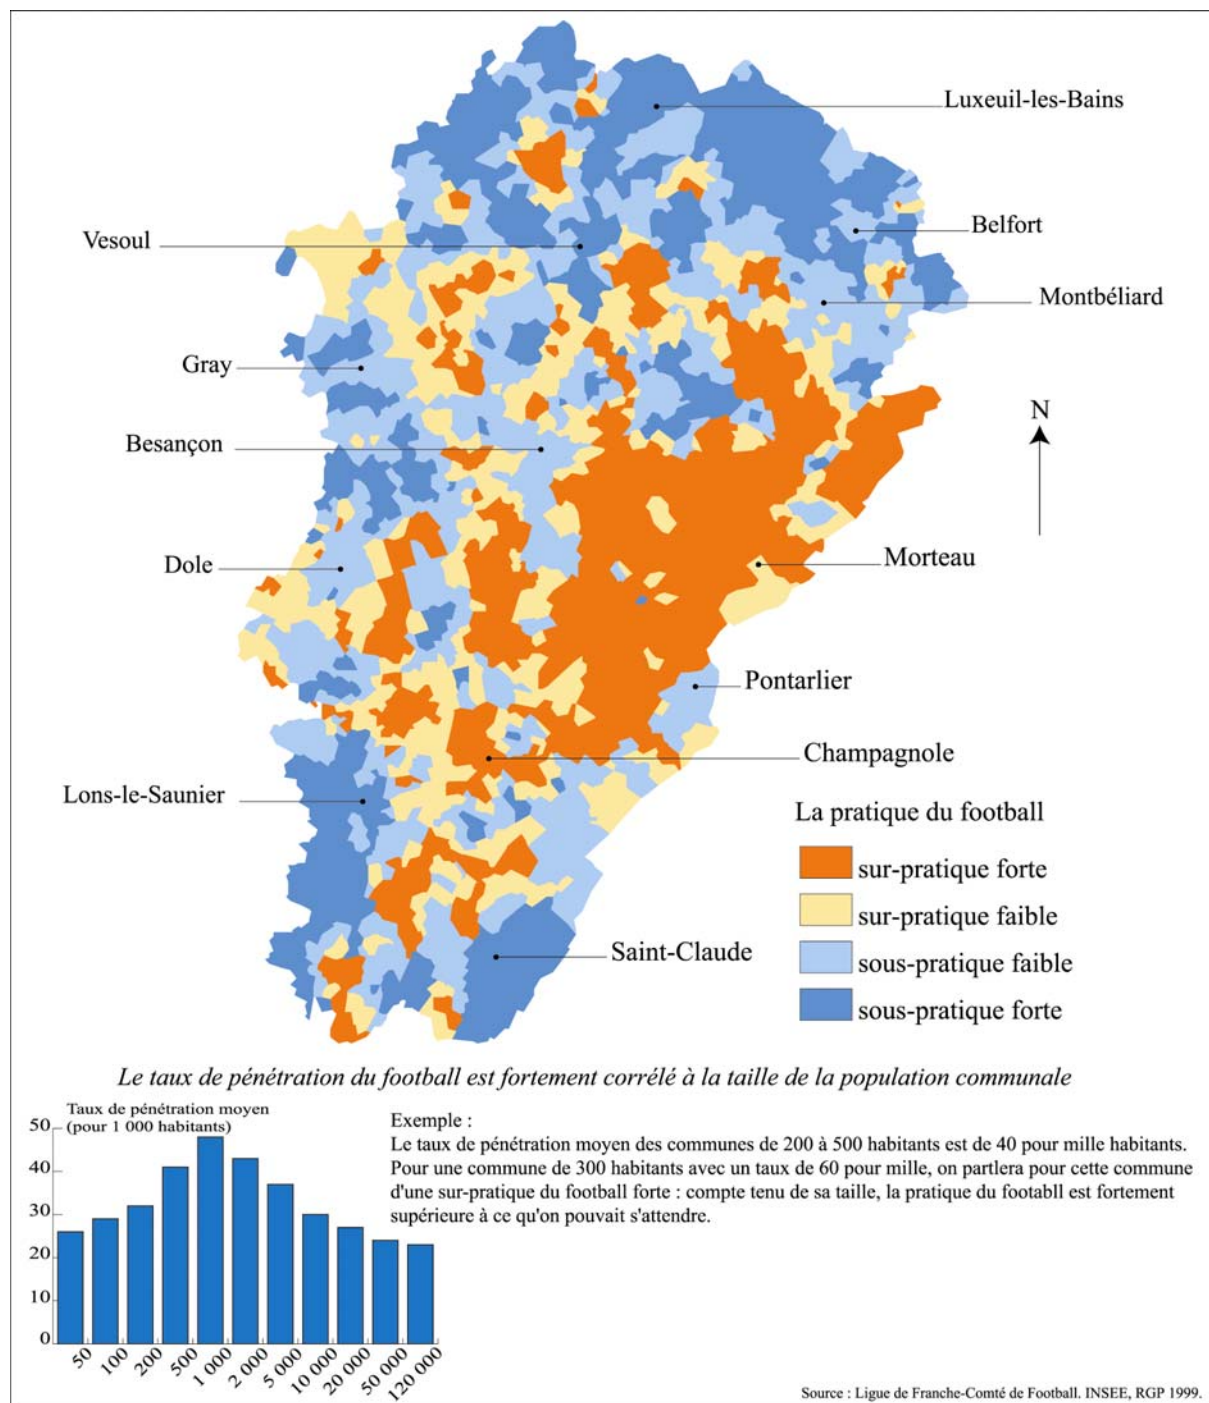 Luxeuil-les-Bains
Belfort
Vesoul
Montbéliard
Gray
N
Besançon
Morteau
Dole
Pontarlier
Champagnole
Lons-le-Saunier
La pratique du football
sur-pratique forte
sur-pratique faible
Saint-Claude
sous-pratique faible
sous-pratique forte
Le taux de pénétration du football est fortement corrélé à la taille de la population communale
Taux de pénétration moyen
(pour 1 000 habitants)
50
40
30
20
10
0
50
100
200
500
1 000
2 000
5 000
10 000
20 000
50 000
120 000
Exemple :
Le taux de pénétration moyen des communes de 200 à 500 habitants est de 40 pour mille habitants.
Pour une commune de 300 habitants avec un taux de 60 pour mille, on partlera pour cette commune
d'une sur-pratique du football forte : compte tenu de sa taille, la pratique du footabll est fortement
supérieure à ce qu'on pouvait s'attendre.
Source : Ligue de Franche-Comté de Football. INSEE, RGP 1999.